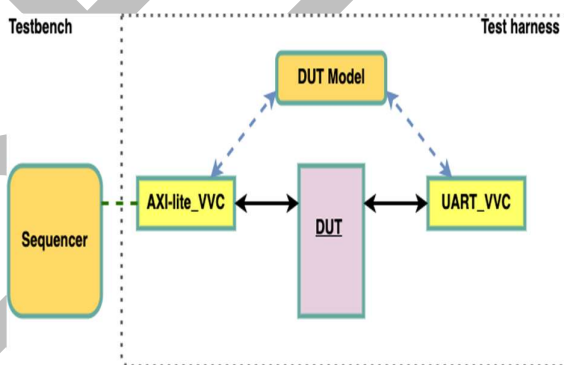 Testbench
Test harness
DUT Model
AXI-lite_VVC
UART_VVC
DUT
Sequencer